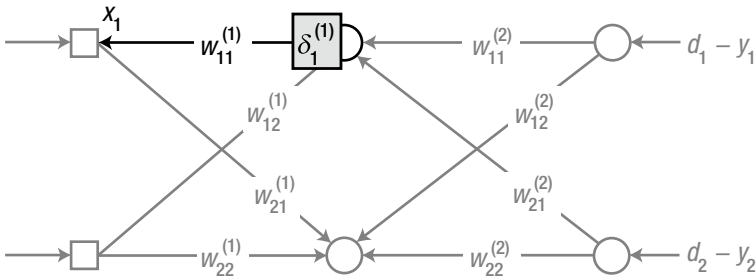 x₁
w₁₁⁽¹⁾ δ₁⁽¹⁾ w₁₁⁽²⁾ d₁ – y₁
w₁₂⁽¹⁾ w₁₂⁽²⁾
w₂₁⁽¹⁾ w₂₁⁽²⁾
w₂₂⁽¹⁾ w₂₂⁽²⁾ d₂ – y₂